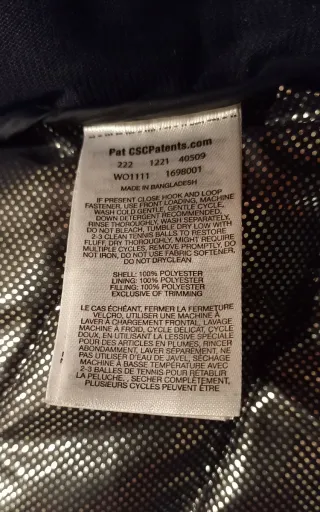 Pat CSCPatents.com
222 1221 40509
WO1111 1698001
MADE IN BANGLADESH
IF PRESENT CLOSE HOOK AND LOOP
FASTENER, USE FRONT LOADING, MACHINE
WASH COLD GENTLE, GENTLE CYCLE,
DOWN DETERGENT RECOMMENDED,
RINSE THOROUGHLY, WASH SEPARATELY,
DO NOT BLEACH, TUMBLE DRY LOW WITH
2-3 CLEAN TENNIS BALLS TO RESTORE
FLUFF, DRY THOROUGHLY, MIGHT REQUIRE
MULTIPLE CYCLES, REMOVE PROMPTLY, DO
NOT IRON, DO NOT USE FABRIC SOFTENER,
DO NOT DRYCLEAN
SHELL: 100% POLYESTER
LINING: 100% POLYESTER
FILLING: 100% POLYESTER
EXCLUSIVE OF TRIMMING
LE CAS ÉCHÉANT, FERMER LA FERMETURE
VELCRO, UTILISER UNE MACHINE À
LAVER À CHARGEMENT FRONTAL, LAVAGE
MACHINE À FROID, CYCLE DÉLICAT, CYCLE
DOUX, EN UTILISANT LA LESSIVE SPÉCIALE
POUR DES ARTICLES EN PLUMES, RINCER
ABONDAMMENT, LAVER SÉPARÉMENT, NE
PAS UTILISER D'EAU DE JAVEL; SÉCHAGE
MACHINE À BASSE TEMPÉRATURE AVEC
2-3 BALLES DE TENNIS POUR RÉTABLIR
LA PELUCHE, , SÉCHER COMPLÈTEMENT,
PLUSIEURS CYCLES PEUVENT ÊTRE